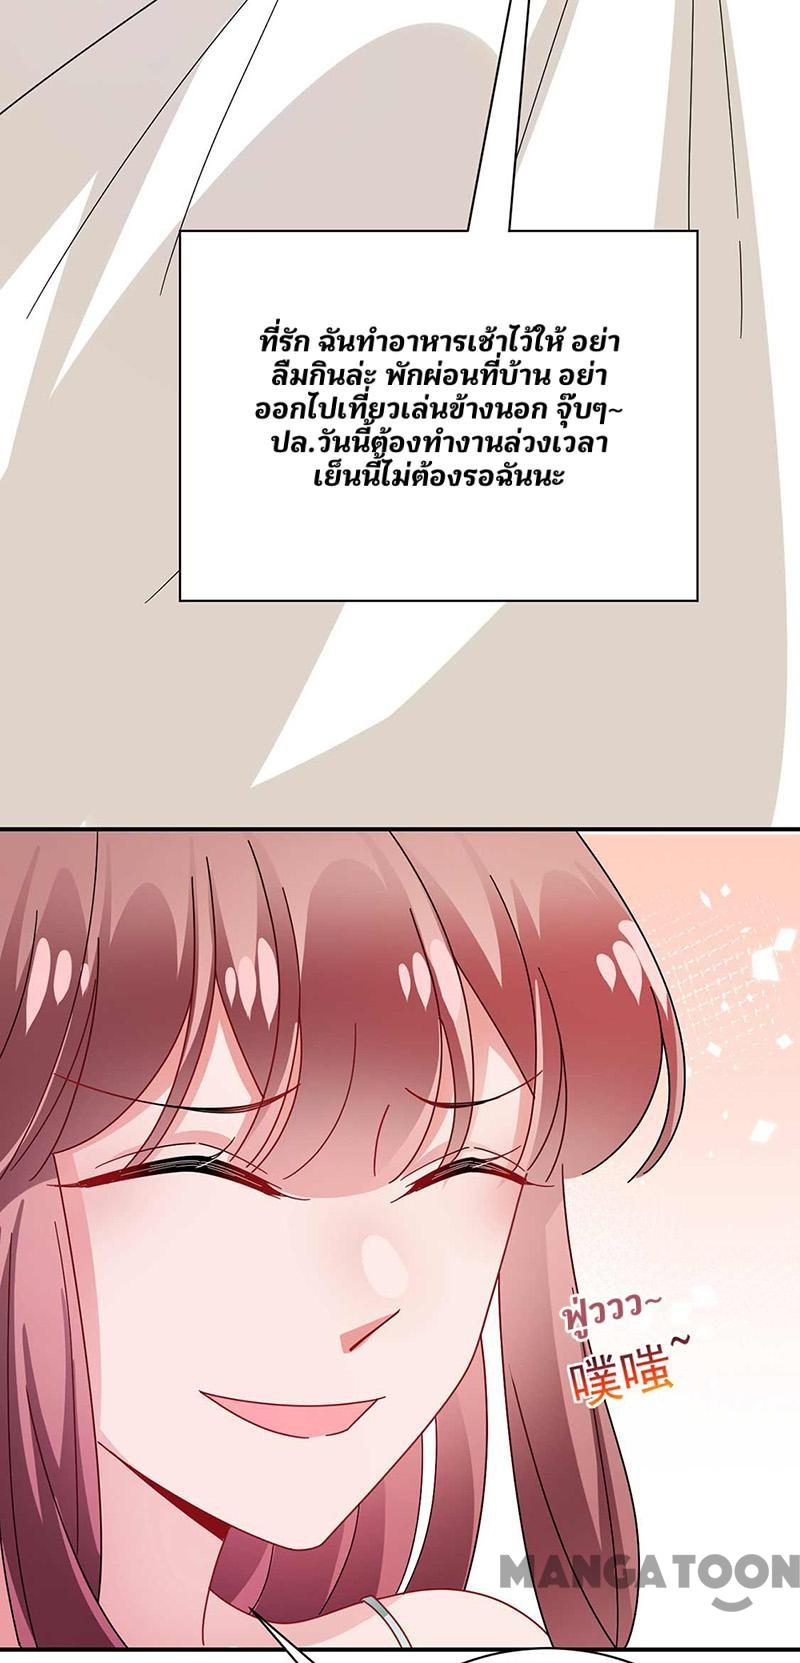 ที่รัก ฉันทำอาหารเช้าไว้ให้ อย่า
ลืมกินล่ะ พักผ่อนที่บ้าน อย่า
ออกไปเที่ยวเล่นข้างนอก จุ๊บๆ~
ปล.วันนี้ต้องทำงานล่วงเวลา
เย็นนี้ไม่ต้องรอฉันนะ
ฟู่ววว~
噗嗤~
MANGATOON